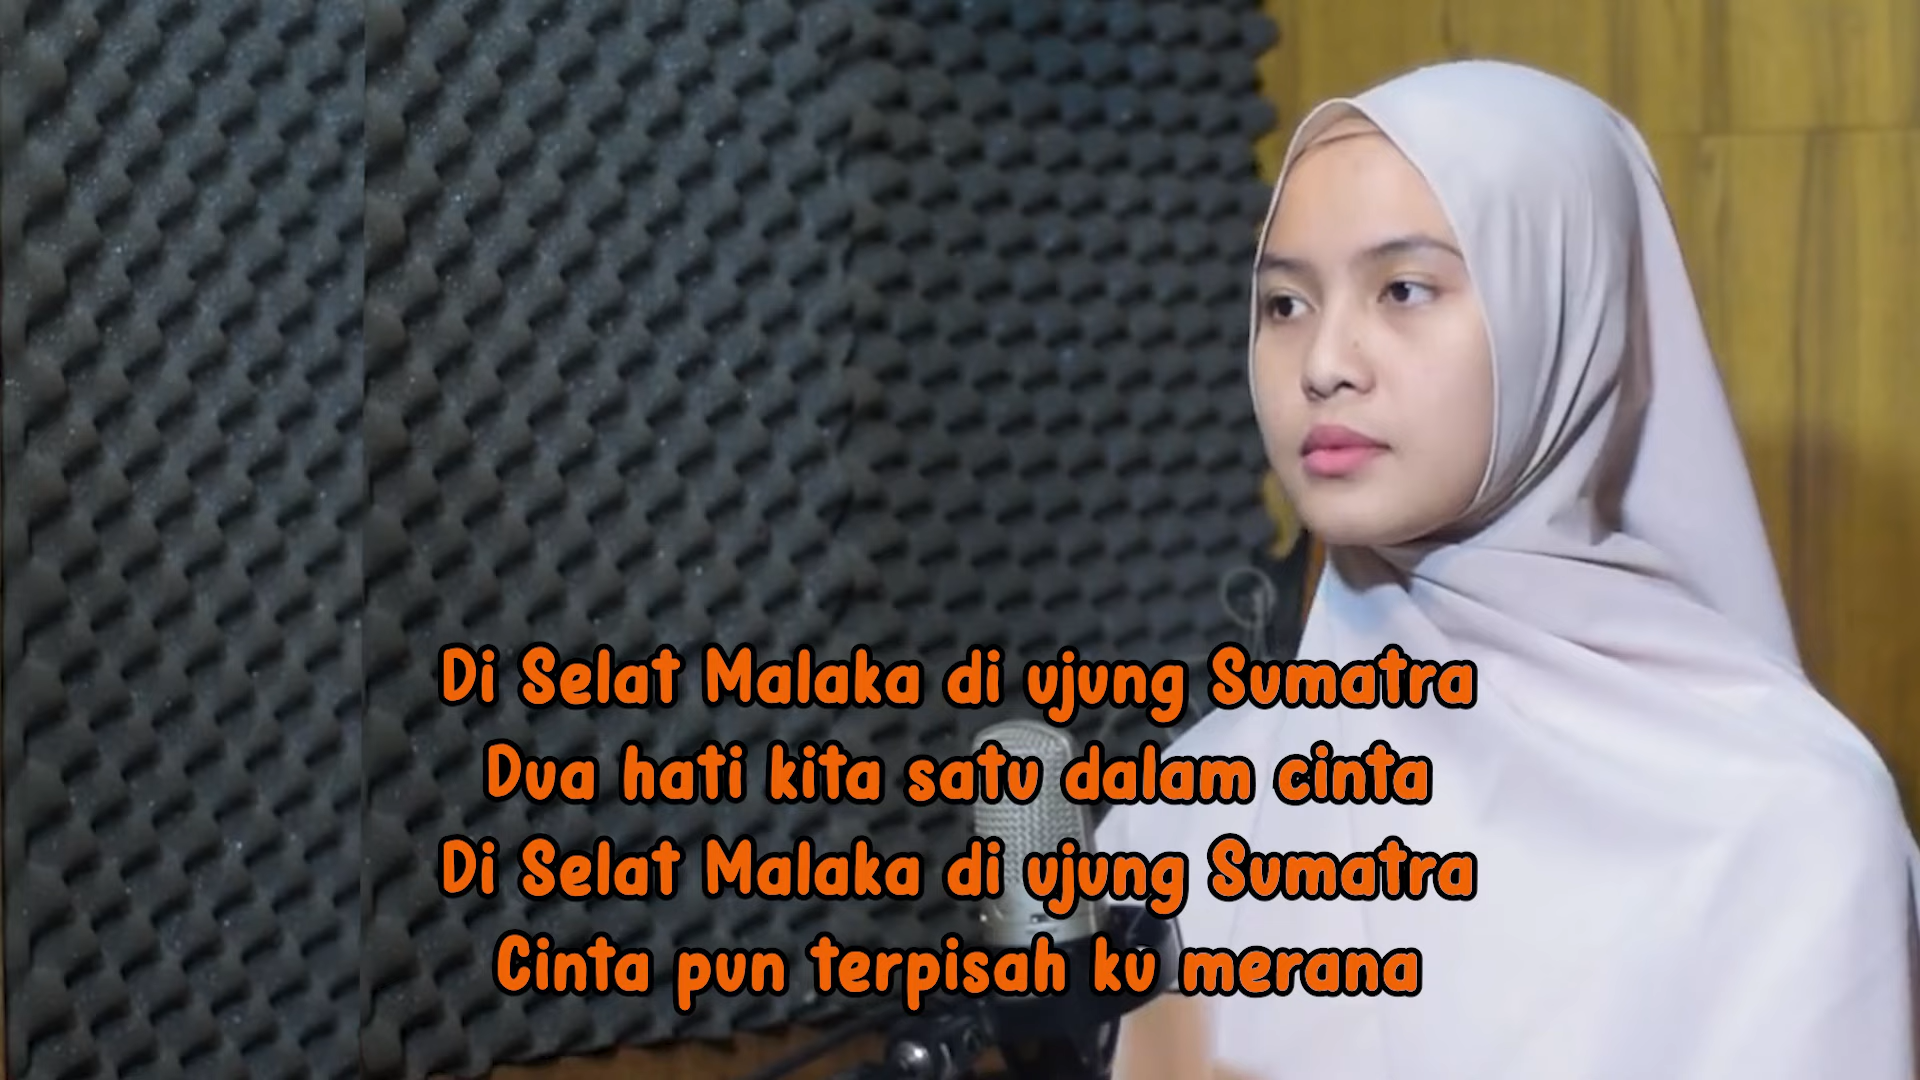 Di Selat Malaka di ujung Sumatra
Dua hati kita satu dalam cinta
Di Selat Malaka di ujung Sumatra
Cinta pun terpisah ku merana